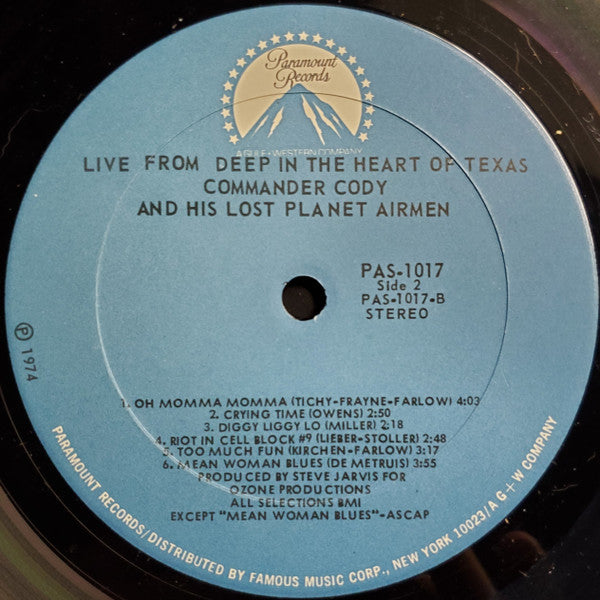 Paramount
Records
A GULF+WESTERN COMPANY
LIVE FROM DEEP IN THE HEART OF TEXAS
COMMANDER CODY
AND HIS LOST PLANET AIRMEN
PAS-1017
Side 2
PAS-1017-B
STEREO
℗ 1974
1. OH MOMMA MOMMA (TICHY-FRAYNE-FARLOW) 4:03
2. CRYING TIME (OWENS) 2:50
3. DIGGY LIGGY LO (MILLER) 2:18
4. RIOT IN CELL BLOCK #9 (LIEBER-STOLLER) 2:48
5. TOO MUCH FUN (KIRCHEN-FARLOW) 3:17
6. MEAN WOMAN BLUES (DE METRUIS) 3:55
PRODUCED BY STEVE JARVIS FOR
OZONE PRODUCTIONS
ALL SELECTIONS BMI
EXCEPT "MEAN WOMAN BLUES"-ASCAP
PARAMOUNT RECORDS/DISTRIBUTED BY FAMOUS MUSIC CORP., NEW YORK 10023/A G + W COMPANY